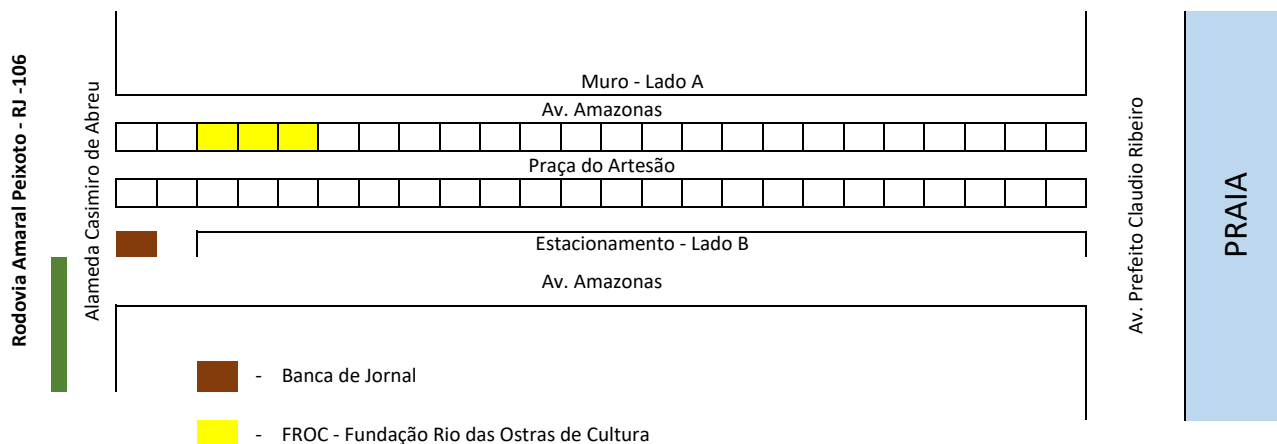 Rodovia Amaral Peixoto - RJ -106
Alameda Casimiro de Abreu
Muro - Lado A
Av. Amazonas
Praça do Artesão
Estacionamento - Lado B
Av. Amazonas
Av. Prefeito Claudio Ribeiro
PRAIA
- Banca de Jornal
- FROC - Fundação Rio das Ostras de Cultura